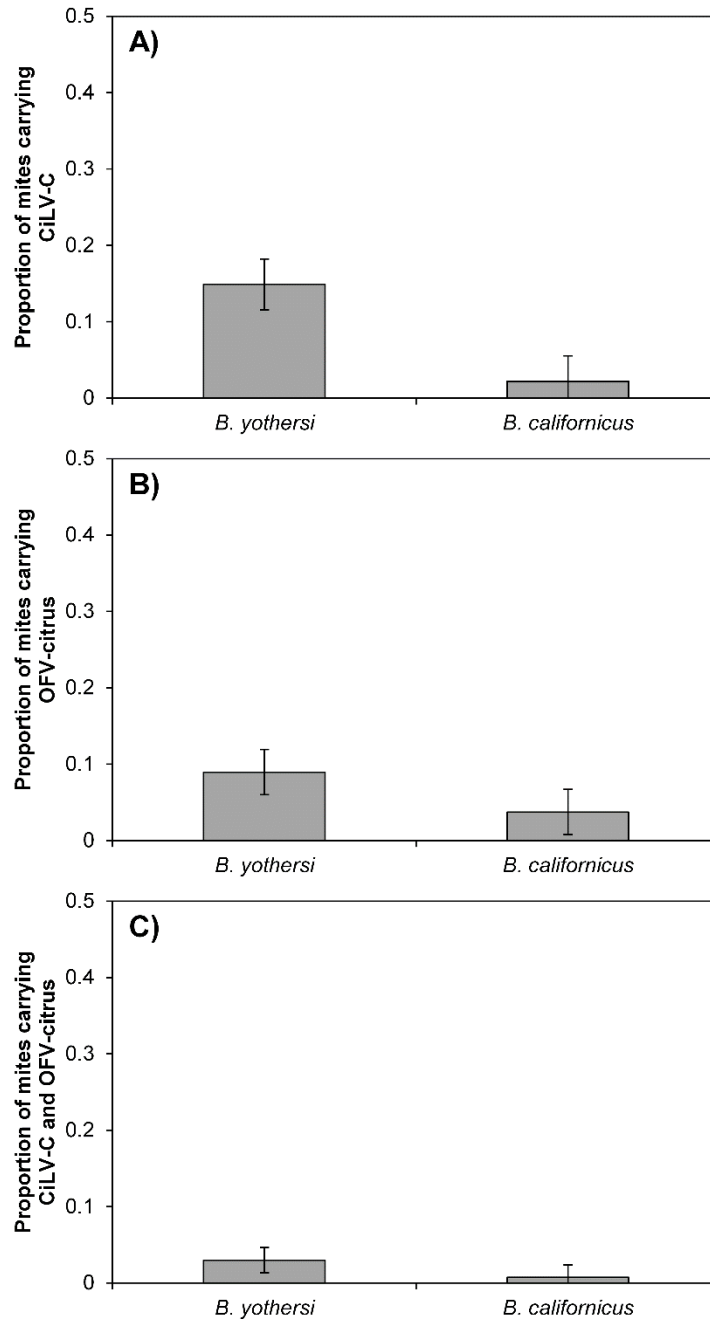 A)
Proportion of mites carrying
CiLV-C
0.5
0.4
0.3
0.2
0.1
0
B. yothersi
B. californicus
B)
Proportion of mites carrying
OFV-citrus
0.5
0.4
0.3
0.2
0.1
0
B. yothersi
B. californicus
C)
Proportion of mites carrying
CiLV-C and OFV-citrus
0.5
0.4
0.3
0.2
0.1
0
B. yothersi
B. californicus